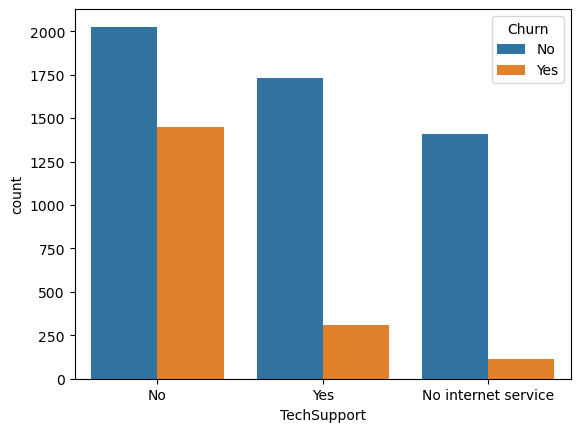 Churn
No
Yes
2000
1750
1500
1250
1000
750
500
250
0
count
No
Yes
No internet service
TechSupport